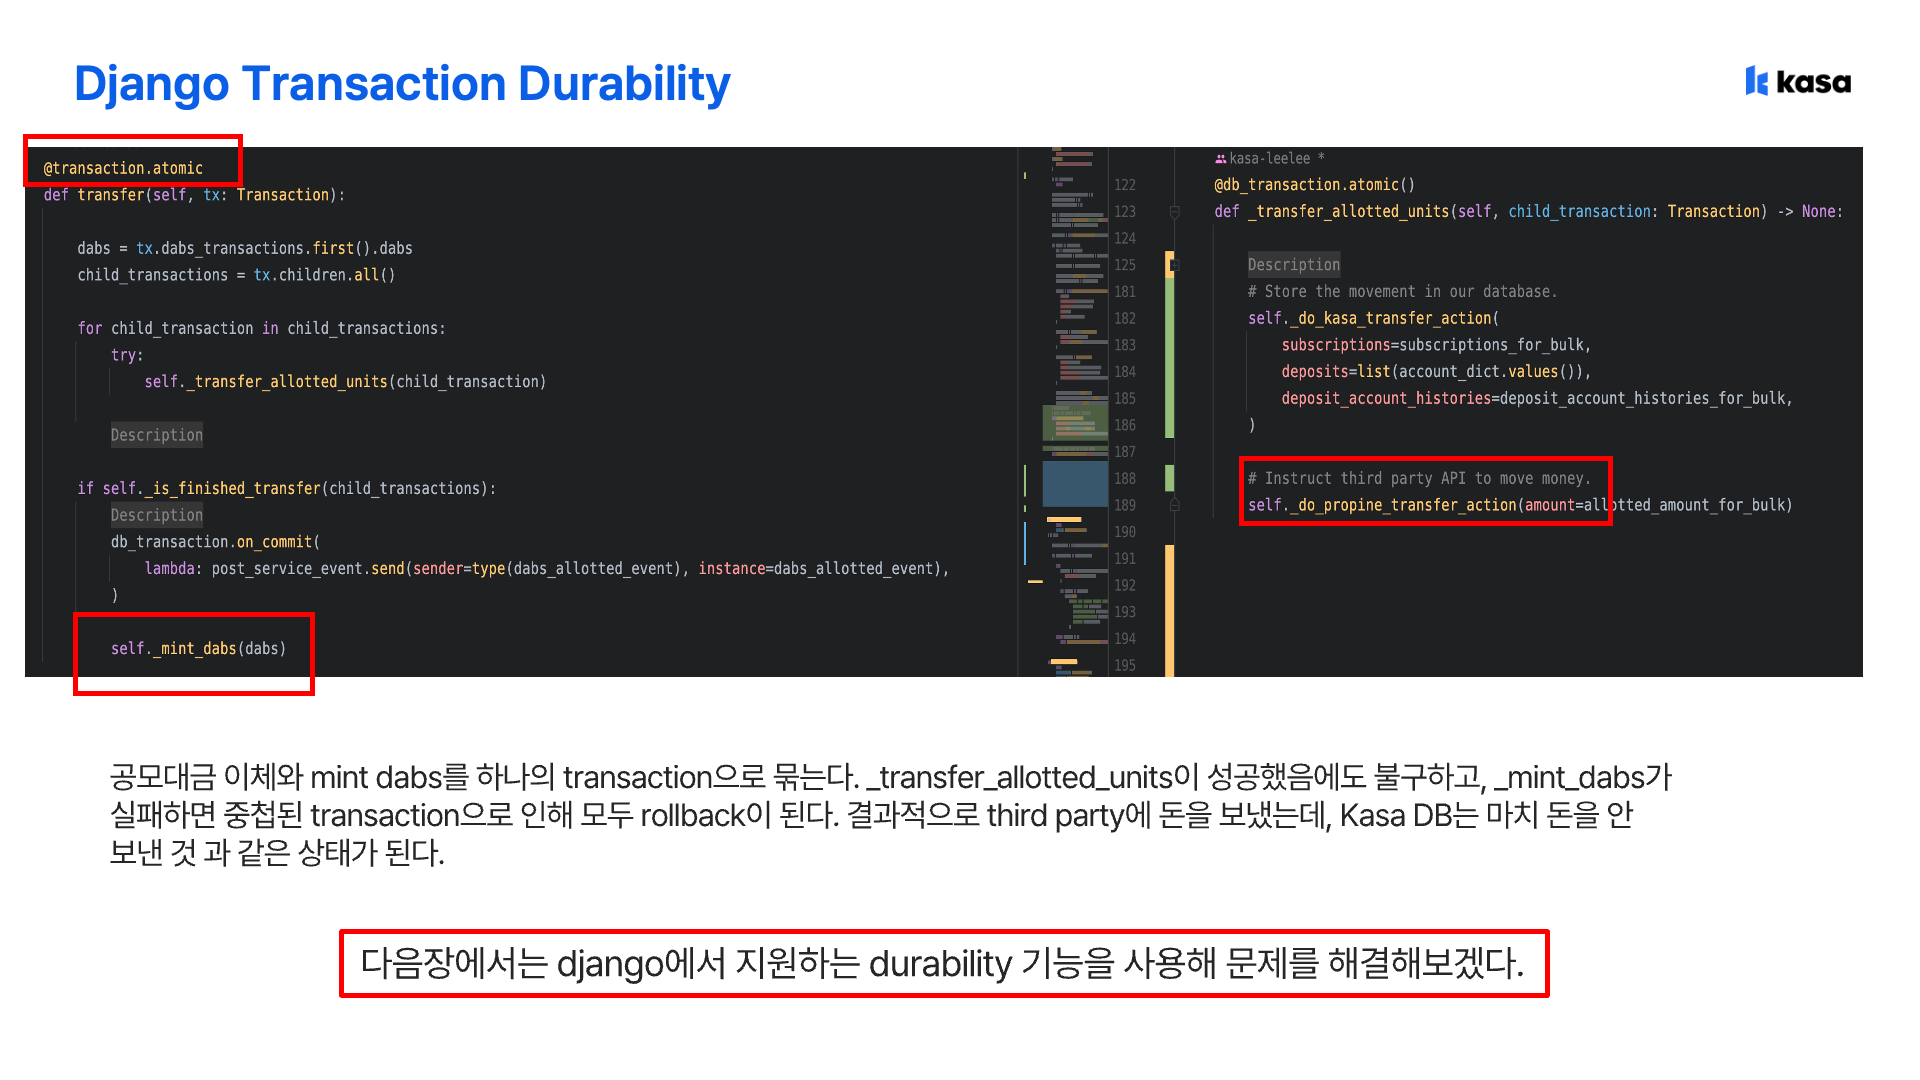 Django Transaction Durability
kasa
@transaction.atomic
def transfer(self, tx: Transaction):
dabs = tx.dabs_transactions.first().dabs
child_transactions = tx.children.all()
for child_transaction in child_transactions:
try:
self._transfer_allotted_units(child_transaction)
Description
if self._is_finished_transfer(child_transactions):
Description
db_transaction.on_commit(
lambda: post_service_event.send(sender=type(dabs_allotted_event), instance=dabs_allotted_event),
)
self._mint_dabs(dabs)
kasa-leelee *
122 @db_transaction.atomic()
123 def _transfer_allotted_units(self, child_transaction: Transaction) -> None:
124
125 Description
181 # Store the movement in our database.
182 self._do_kasa_transfer_action(
183 subscriptions=subscriptions_for_bulk,
184 deposits=list(account_dict.values()),
185 deposit_account_histories=deposit_account_histories_for_bulk,
186 )
187
188 # Instruct third party API to move money.
189 self._do_propine_transfer_action(amount=allotted_amount_for_bulk)
190
191
192
193
194
195
공모대금 이체와 mint dabs를 하나의 transaction으로 묶는다. _transfer_allotted_units이 성공했음에도 불구하고, _mint_dabs가
실패하면 중첩된 transaction으로 인해 모두 rollback이 된다. 결과적으로 third party에 돈을 보냈는데, Kasa DB는 마치 돈을 안
보낸 것 과 같은 상태가 된다.
다음장에서는 django에서 지원하는 durability 기능을 사용해 문제를 해결해보겠다.